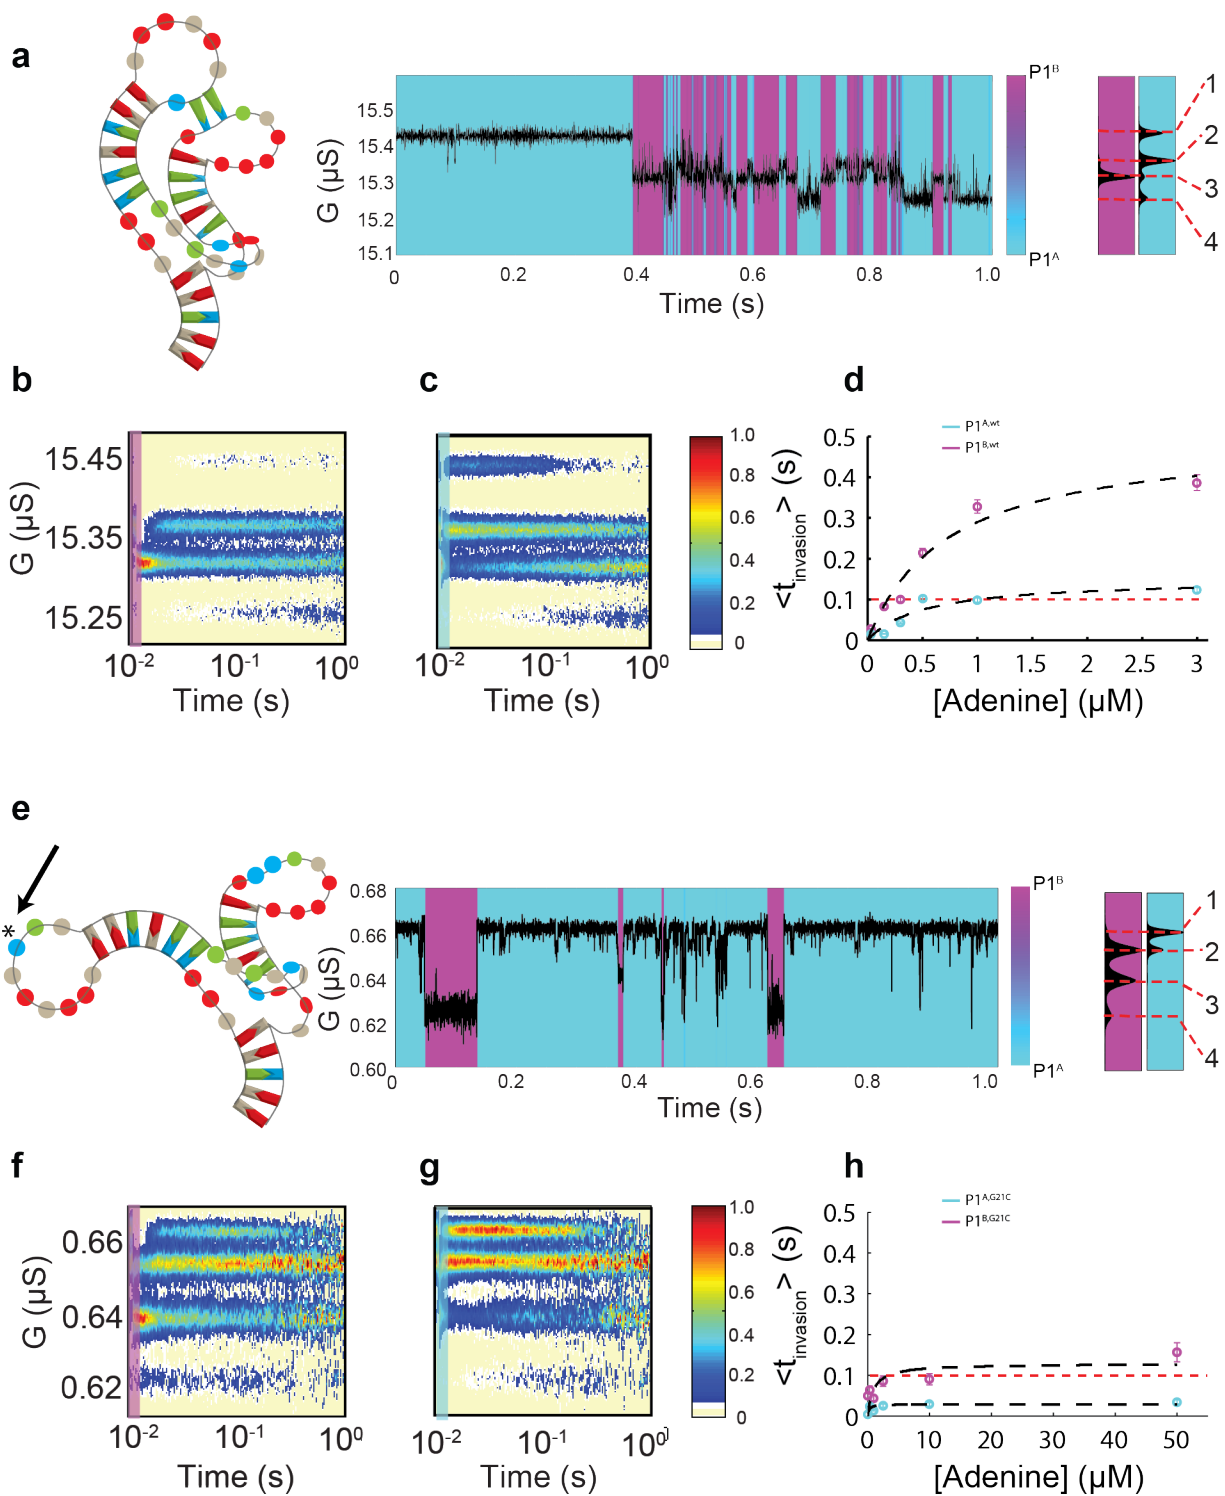 a
G (µS)
15.5
15.4
15.3
15.2
15.1
0
0.2
0.4
0.6
0.8
1.0
Time (s)
P1B
P1A
1
2
3
4
b
G (µS)
15.45
15.35
15.25
10-2
10-1
100
Time (s)
c
10-2
10-1
100
Time (s)
1.0
0.8
0.6
0.4
0.2
0
d
<tinvasion> (s)
0.5
0.4
0.3
0.2
0.1
0
P1A,wt
P1B,wt
0
0.5
1
1.5
2
2.5
3
[Adenine] (µM)
e
*
G (µS)
0.68
0.66
0.64
0.62
0.60
0
0.2
0.4
0.6
0.8
1.0
Time (s)
P1B
P1A
1
2
3
4
f
G (µS)
0.66
0.64
0.62
10-2
10-1
100
Time (s)
g
10-2
10-1
100
Time (s)
1.0
0.8
0.6
0.4
0.2
0
h
<tinvasion> (s)
0.5
0.4
0.3
0.2
0.1
0
P1A,G21C
P1B,G21C
0
10
20
30
40
50
[Adenine] (µM)